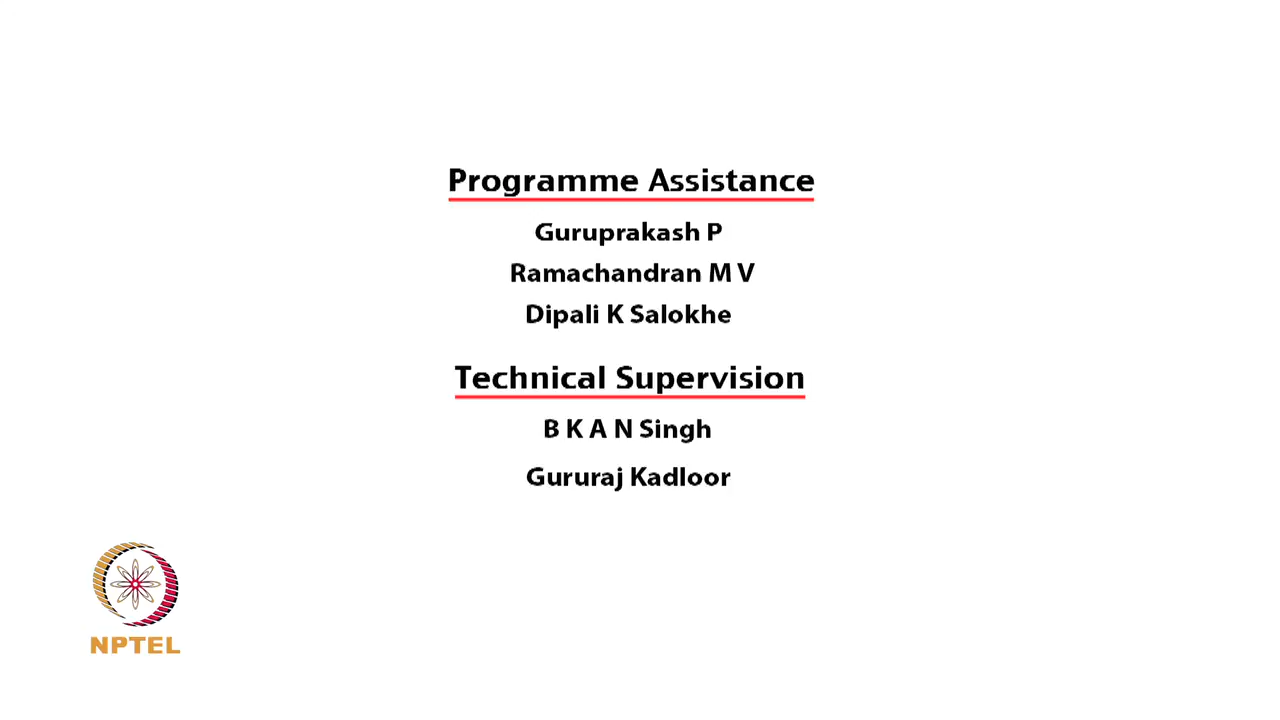 Programme Assistance
Guruprakash P
Ramachandran M V
Dipali K Salokhe
Technical Supervision
B K A N Singh
Gururaj Kadloor
NPTEL